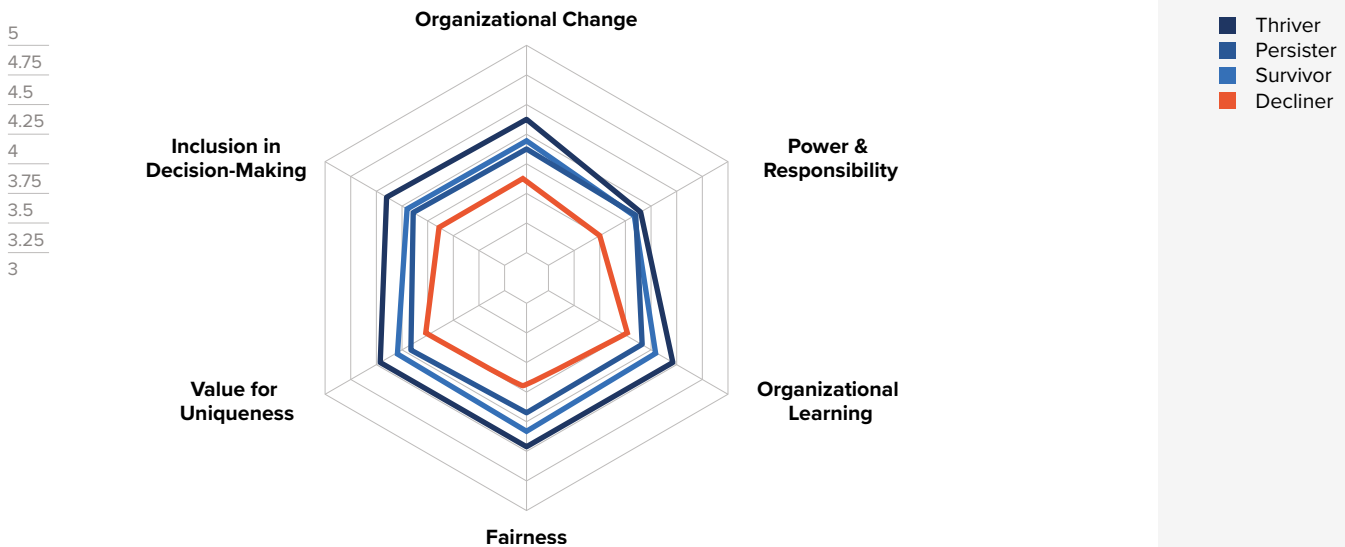 Organizational Change
5
4.75
4.5
4.25
4
3.75
3.5
3.25
3
Inclusion in
Decision-Making
Power &
Responsibility
Value for
Uniqueness
Organizational
Learning
Fairness
Thriver
Persister
Survivor
Decliner